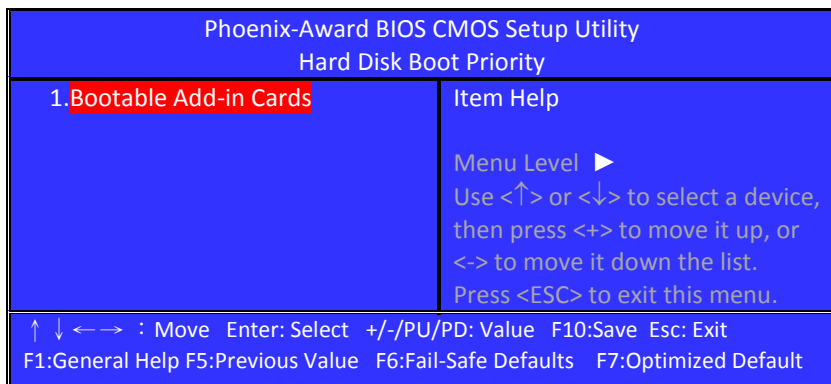 Phoenix-Award BIOS CMOS Setup Utility
Hard Disk Boot Priority
1.Bootable Add-in Cards
Item Help
Menu Level ►
Use <↑> or <↓> to select a device,
then press <+> to move it up, or
<-> to move it down the list.
Press <ESC> to exit this menu.
↑ ↓ ←→ : Move Enter: Select +/-/PU/PD: Value F10:Save Esc: Exit
F1:General Help F5:Previous Value F6:Fail-Safe Defaults F7:Optimized Default